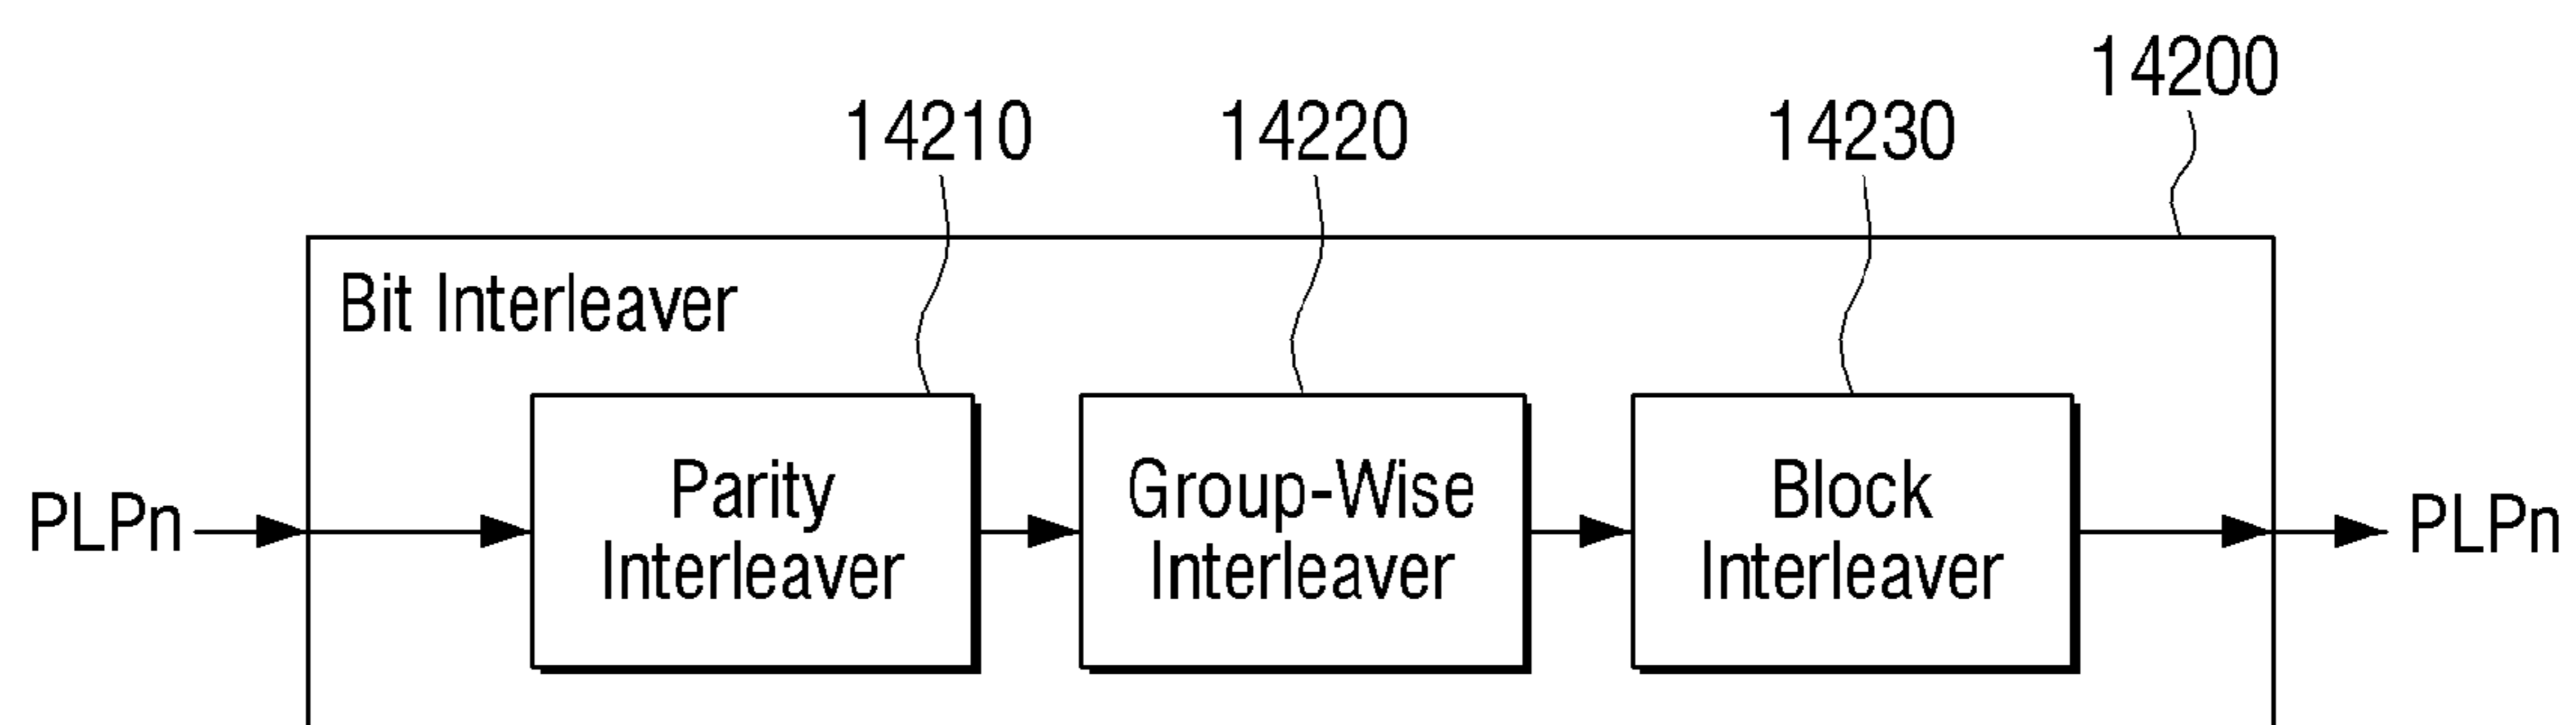 14200
14210 14220 14230
Bit Interleaver
PLPn
Parity
Interleaver
Group-Wise
Interleaver
Block
Interleaver
PLPn